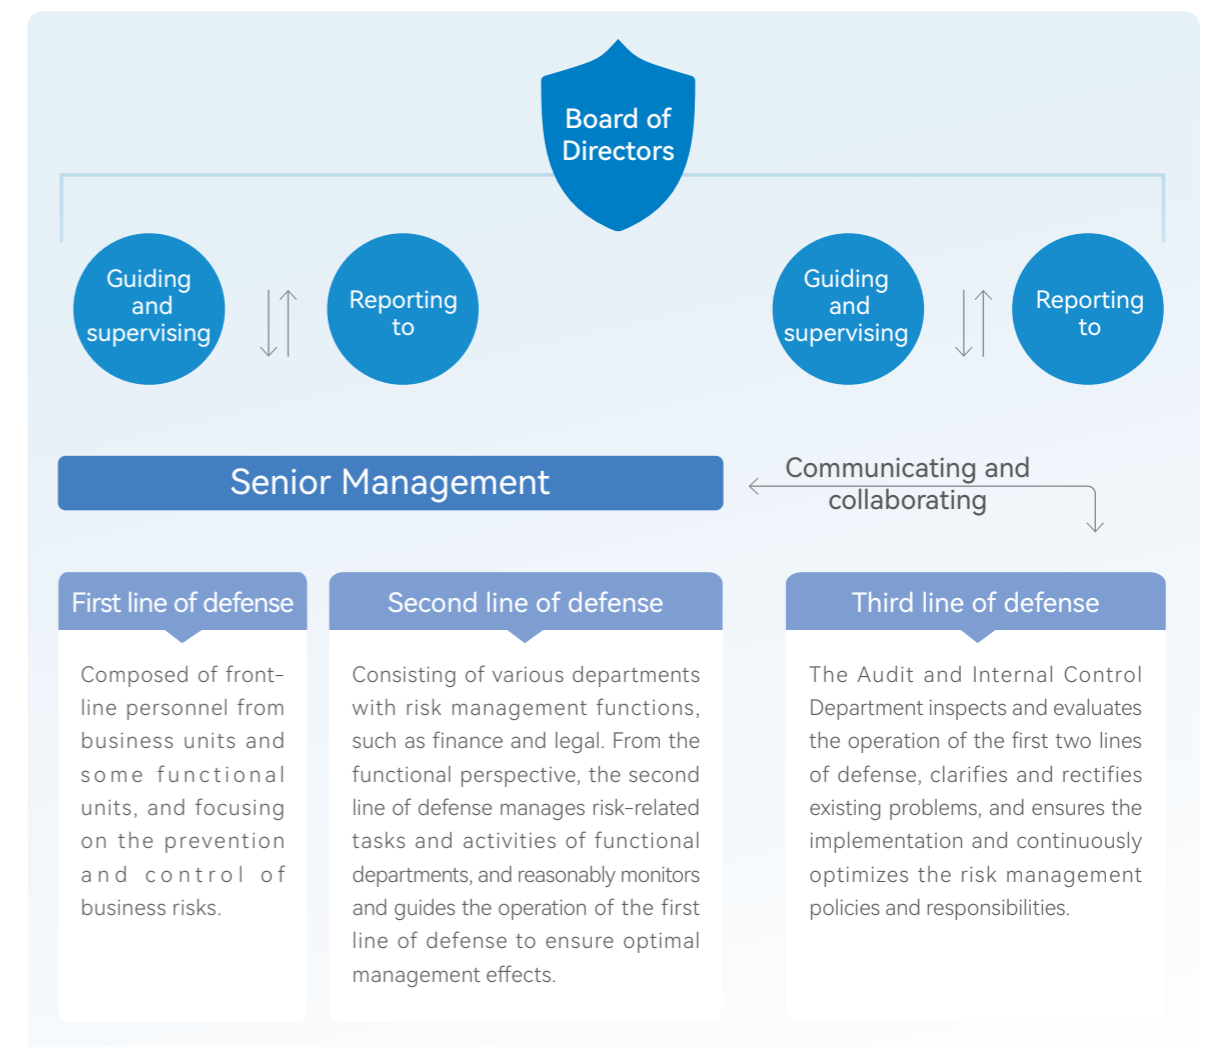 Board of
Directors
Guiding
and
supervising
Reporting
to
Guiding
and
supervising
Reporting
to
Senior Management
Communicating and
collaborating
First line of defense
Composed of front-
line personnel from
business units and
some functional
units, and focusing
on the prevention
and control of
business risks.
Second line of defense
Consisting of various departments
with risk management functions,
such as finance and legal. From the
functional perspective, the second
line of defense manages risk-related
tasks and activities of functional
departments, and reasonably monitors
and guides the operation of the first
line of defense to ensure optimal
management effects.
Third line of defense
The Audit and Internal Control
Department inspects and evaluates
the operation of the first two lines
of defense, clarifies and rectifies
existing problems, and ensures the
implementation and continuously
optimizes the risk management
policies and responsibilities.